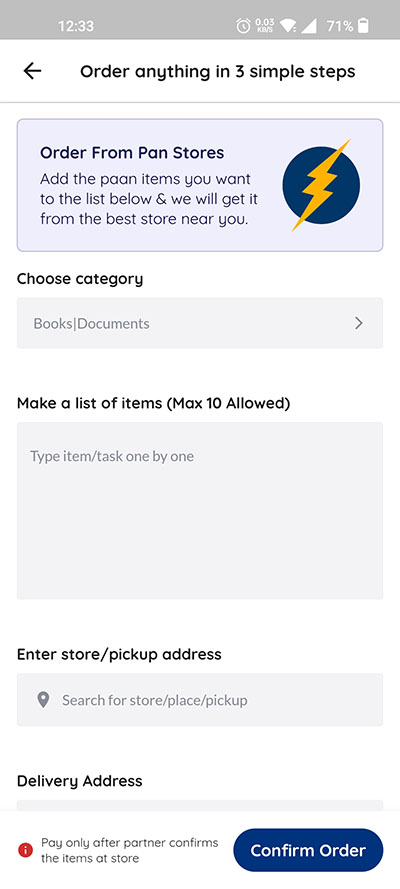 12:33
0.03 KB/S
71%
Order anything in 3 simple steps
Order From Pan Stores
Add the paan items you want
to the list below & we will get it
from the best store near you.
Choose category
Books|Documents
Make a list of items (Max 10 Allowed)
Type item/task one by one
Enter store/pickup address
Search for store/place/pickup
Delivery Address
Pay only after partner confirms
the items at store
Confirm Order